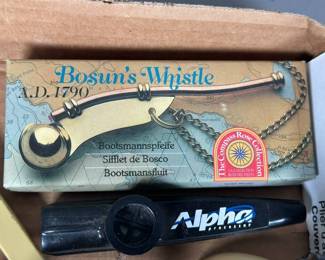 Bosun's Whistle
A.D. 1790
Bootsmannspfeife
Sifflet de Bosco
Bootsmansfluit
The Compass Rose Collection
Alpha